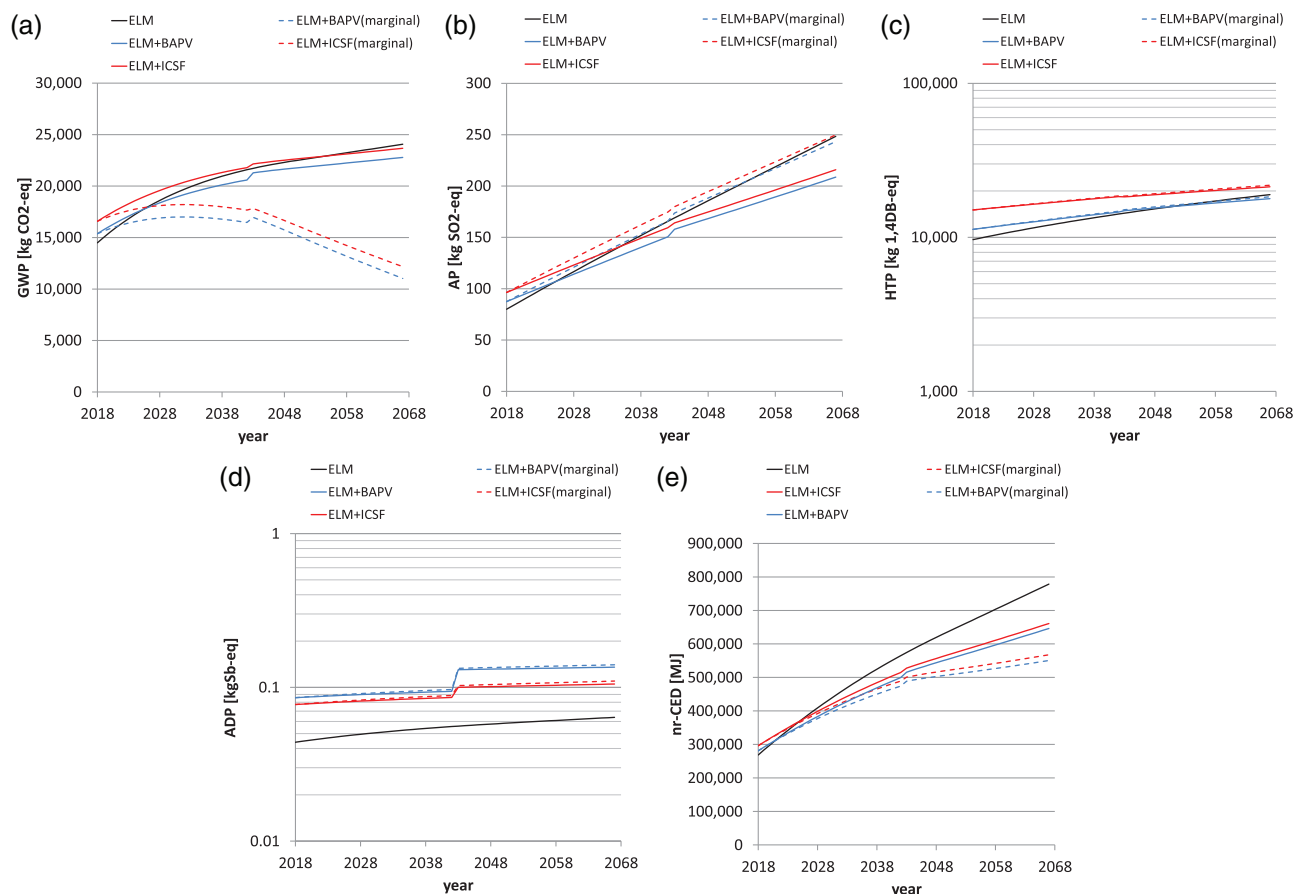 (a)
ELM
ELM+BAPV(marginal)
ELM+BAPV
ELM+ICSF(marginal)
ELM+ICSF
30,000
25,000
20,000
15,000
10,000
5,000
0
GWP [kg CO2-eq]
2018 2028 2038 2048 2058 2068
year
(b)
ELM
ELM+BAPV(marginal)
ELM+BAPV
ELM+ICSF(marginal)
ELM+ICSF
300
250
200
150
100
50
0
AP [kg SO2-eq]
2018 2028 2038 2048 2058 2068
year
(c)
ELM
ELM+BAPV(marginal)
ELM+BAPV
ELM+ICSF(marginal)
ELM+ICSF
100,000
10,000
1,000
HTP [kg 1,4DB-eq]
2018 2028 2038 2048 2058 2068
year
(d)
ELM
ELM+BAPV(marginal)
ELM+BAPV
ELM+ICSF(marginal)
ELM+ICSF
1
0.1
0.01
ADP [kgSb-eq]
2018 2028 2038 2048 2058 2068
year
(e)
ELM
ELM+ICSF(marginal)
ELM+ICSF
ELM+BAPV(marginal)
ELM+BAPV
900,000
800,000
700,000
600,000
500,000
400,000
300,000
200,000
100,000
0
nr-CED [MJ]
2018 2028 2038 2048 2058 2068
year